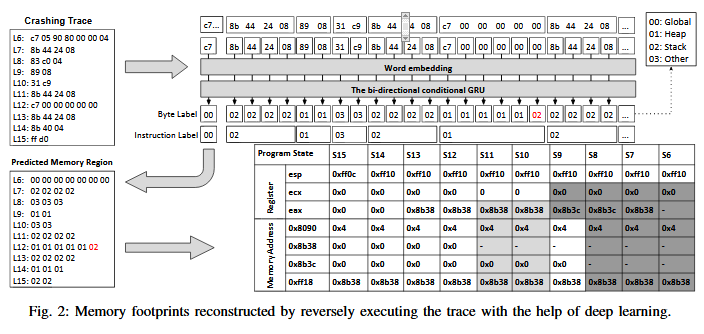 Crashing Trace
L6: c7 05 90 80 00 00 04
L7: 8b 44 24 08
L8: 83 c0 04
L9: 89 08
L10: 31 c9
L11: 8b 44 24 08
L12: c7 00 00 00 00 00
L13: 8b 44 24 08
L14: 8b 40 04
L15: ff d0
c7... 8b 44 24 08 89 08 31 c9 8b 44 4 08 c7 00 00 00 00 00 8b 44 24 08 ...
c7 8b 44 24 08 89 08 31 c9 8b 44 24 08 c7 00 00 00 00 00 8b 44 24 08 ...
Word embedding
The bi-directional conditional GRU
Byte Label 00 02 02 02 02 01 01 03 03 02 02 02 02 01 01 01 01 01 02 02 02 02 02 ...
Instruction Label 00 02 01 03 02 01 02 ...
00: Global
01: Heap
02: Stack
03: Other
Predicted Memory Region
L6: 00 00 00 00 00 00 00
L7: 02 02 02 02
L8: 03 03 03
L9: 01 01
L10: 03 03
L11: 02 02 02 02
L12: 01 01 01 01 01 02
L13: 02 02 02 02
L14: 01 01 01
L15: 02 02
Program State S15 S14 S13 S12 S11 S10 S9 S8 S7 S6
Register
esp 0xff0c 0xff10 0xff10 0xff10 0xff10 0xff10 0xff10 0xff10 0xff10 0xff10
ecx 0x0 0x0 0x0 0x0 0 0 0x0 0x0 0x0 0x0
eax 0x0 0x0 0x8b38 0x8b38 0x8b38 0x8b38 0x8b3c 0x8b3c 0x8b38 -
Memory Address
0x8090 0x4 0x4 0x4 0x4 0x4 0x4 0x4 0x4 0x4 0x4
0x8b38 0x0 0x0 0x0 0x0 - - - - - -
0x8b3c 0x0 0x0 0x0 0x0 0x0 0x0 0x0 - - -
0xff18 0x8b38 0x8b38 0x8b38 0x8b38 0x8b38 0x8b38 0x8b38 0x8b38 0x8b38 0x8b38
Fig. 2: Memory footprints reconstructed by reversely executing the trace with the help of deep learning.